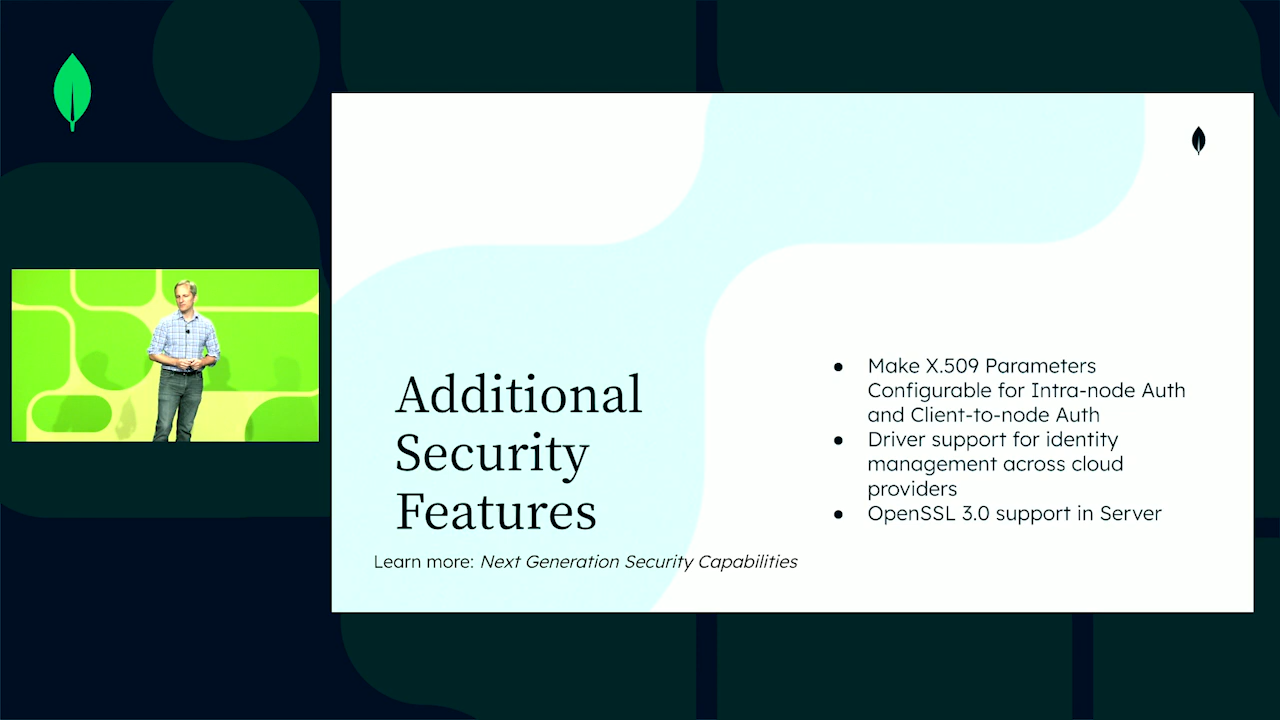 Additional
Security
Features
Learn more: Next Generation Security Capabilities
● Make X.509 Parameters
Configurable for Intra-node Auth
and Client-to-node Auth
● Driver support for identity
management across cloud
providers
● OpenSSL 3.0 support in Server